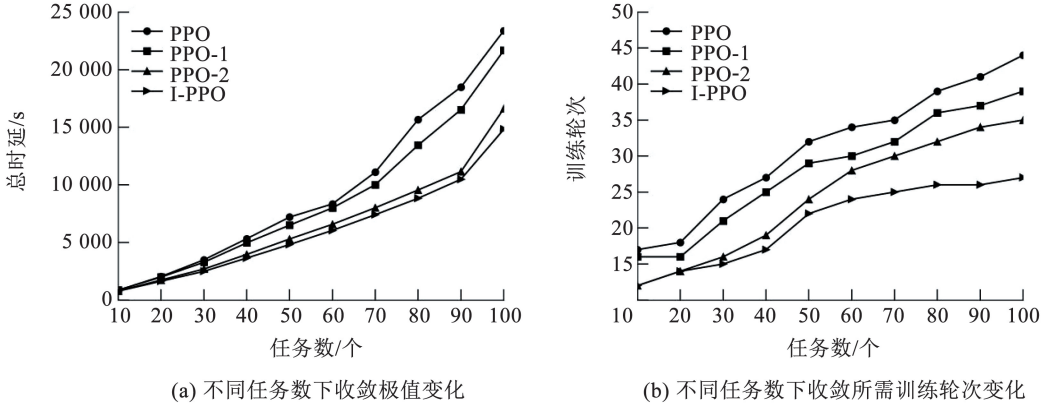 25 000
20 000
15 000
10 000
5 000
0
总时延/s
PPO
PPO-1
PPO-2
I-PPO
10 20 30 40 50 60 70 80 90 100
任务数/个
(a) 不同任务数下收敛极值变化
50
45
40
35
30
25
20
15
训练轮次
PPO
PPO-1
PPO-2
I-PPO
10 20 30 40 50 60 70 80 90 100
任务数/个
(b) 不同任务数下收敛所需训练轮次变化